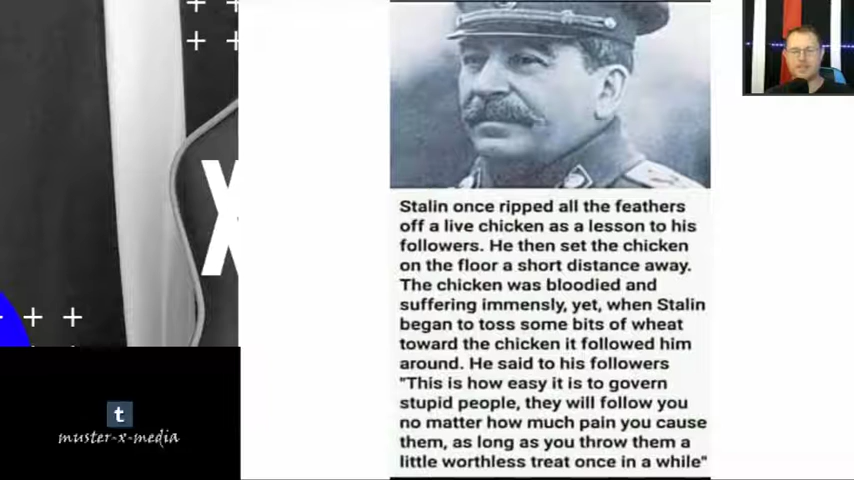 Stalin once ripped all the feathers
off a live chicken as a lesson to his
followers. He then set the chicken
on the floor a short distance away.
The chicken was bloodied and
suffering immensely, yet, when Stalin
began to toss some bits of wheat
toward the chicken it followed him
around. He said to his followers
"This is how easy it is to govern
stupid people, they will follow you
no matter how much pain you cause
them, as long as you throw them a
little worthless treat once in a while"
X
t
muster-x-media